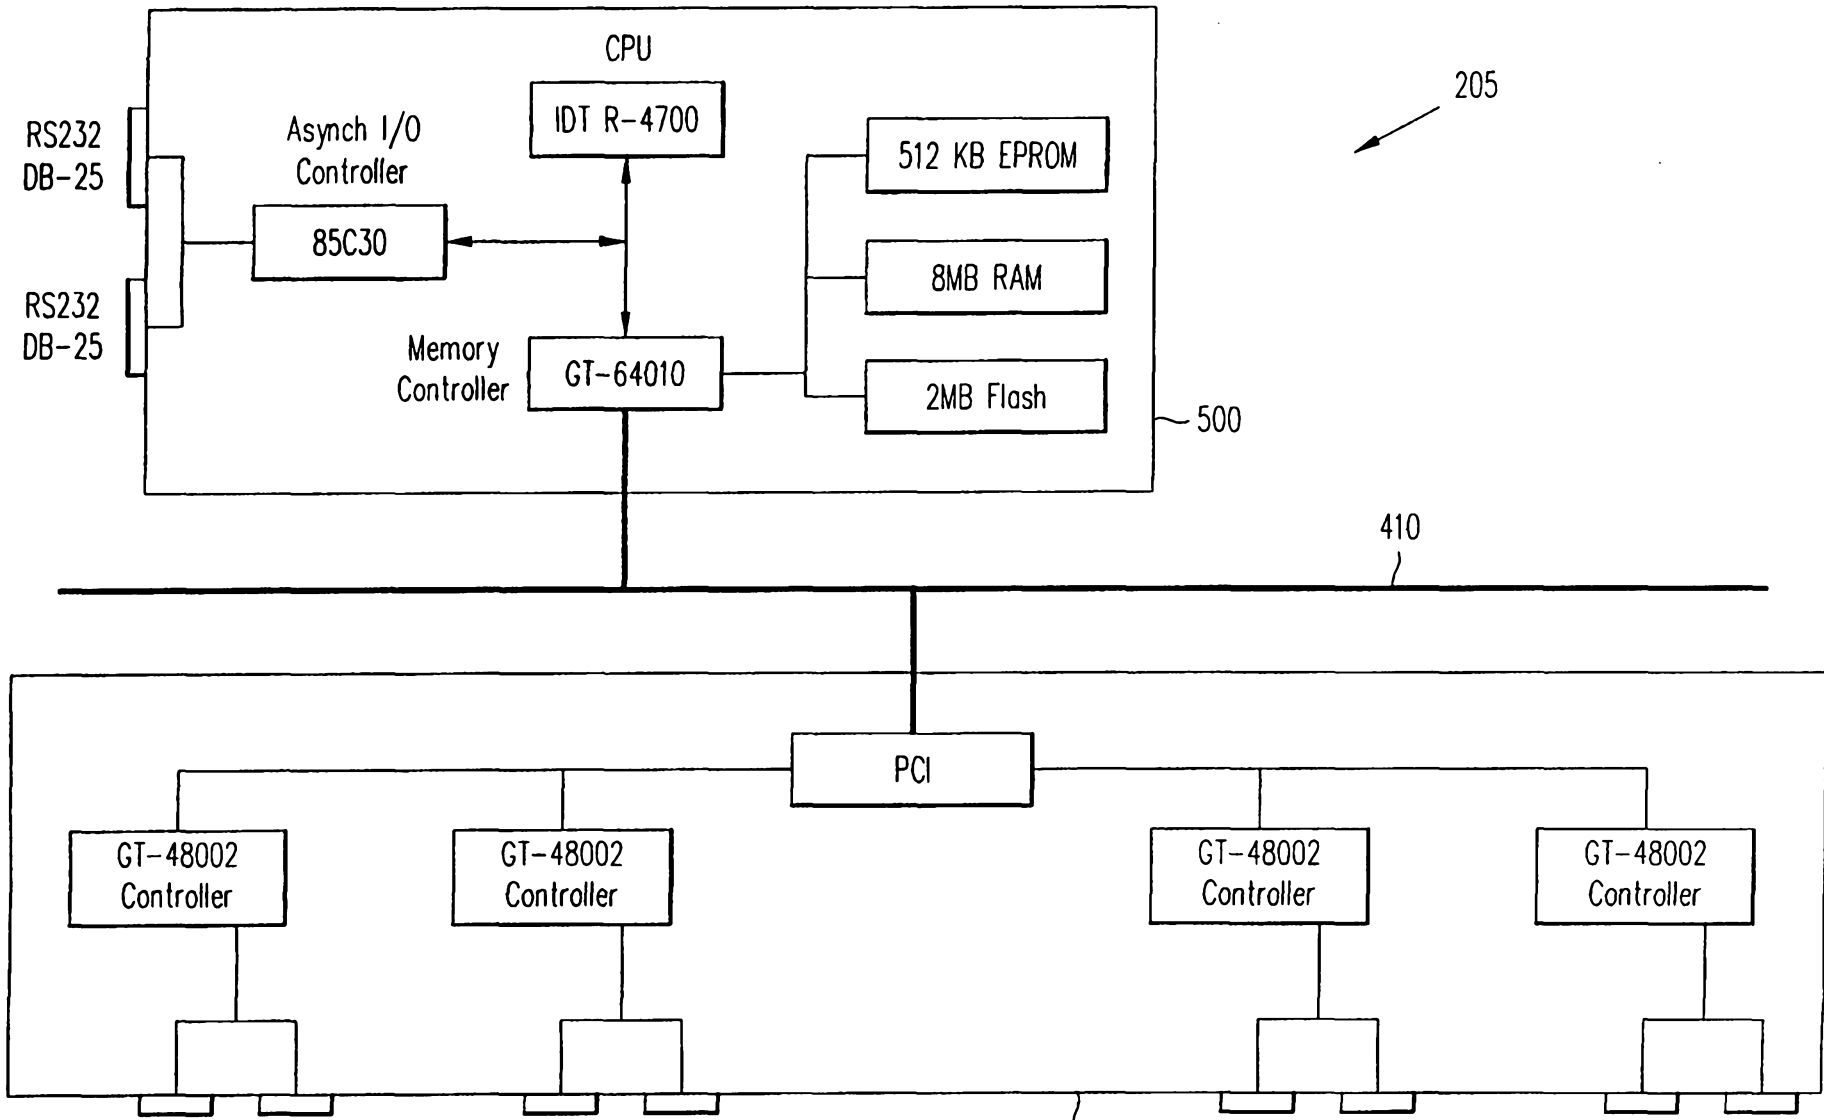 CPU
IDT R-4700
205
RS232
DB-25
Asynch I/O
Controller
85C30
512 KB EPROM
8MB RAM
RS232
DB-25
Memory
Controller
GT-64010
2MB Flash
500
410
PCI
GT-48002
Controller
GT-48002
Controller
GT-48002
Controller
GT-48002
Controller